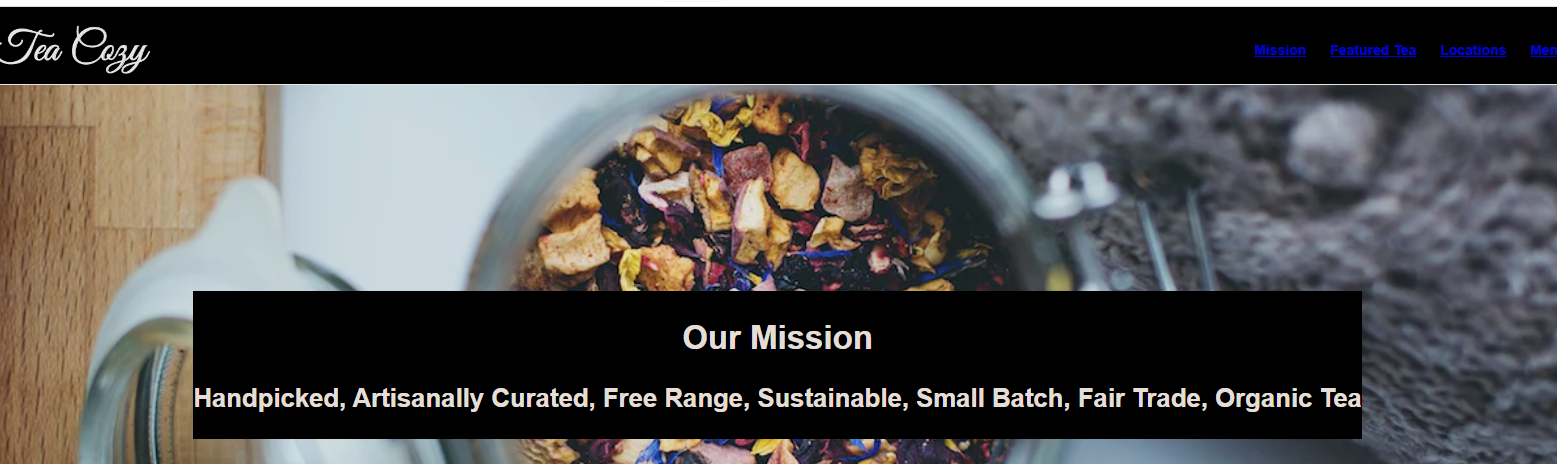 Tea Cozy
Mission Featured Tea Locations
Our Mission
Handpicked, Artisanally Curated, Free Range, Sustainable, Small Batch, Fair Trade, Organic Tea